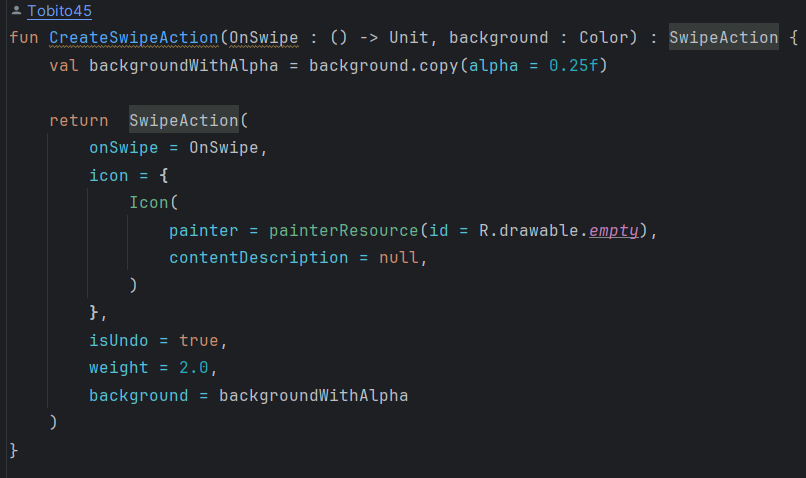 Tobito45
fun CreateSwipeAction(OnSwipe : () -> Unit, background : Color) : SwipeAction {
    val backgroundWithAlpha = background.copy(alpha = 0.25f)
    return  SwipeAction(
        onSwipe = OnSwipe,
        icon = {
            Icon(
                painter = painterResource(id = R.drawable.empty),
                contentDescription = null,
            )
        },
        isUndo = true,
        weight = 2.0,
        background = backgroundWithAlpha
    )
}